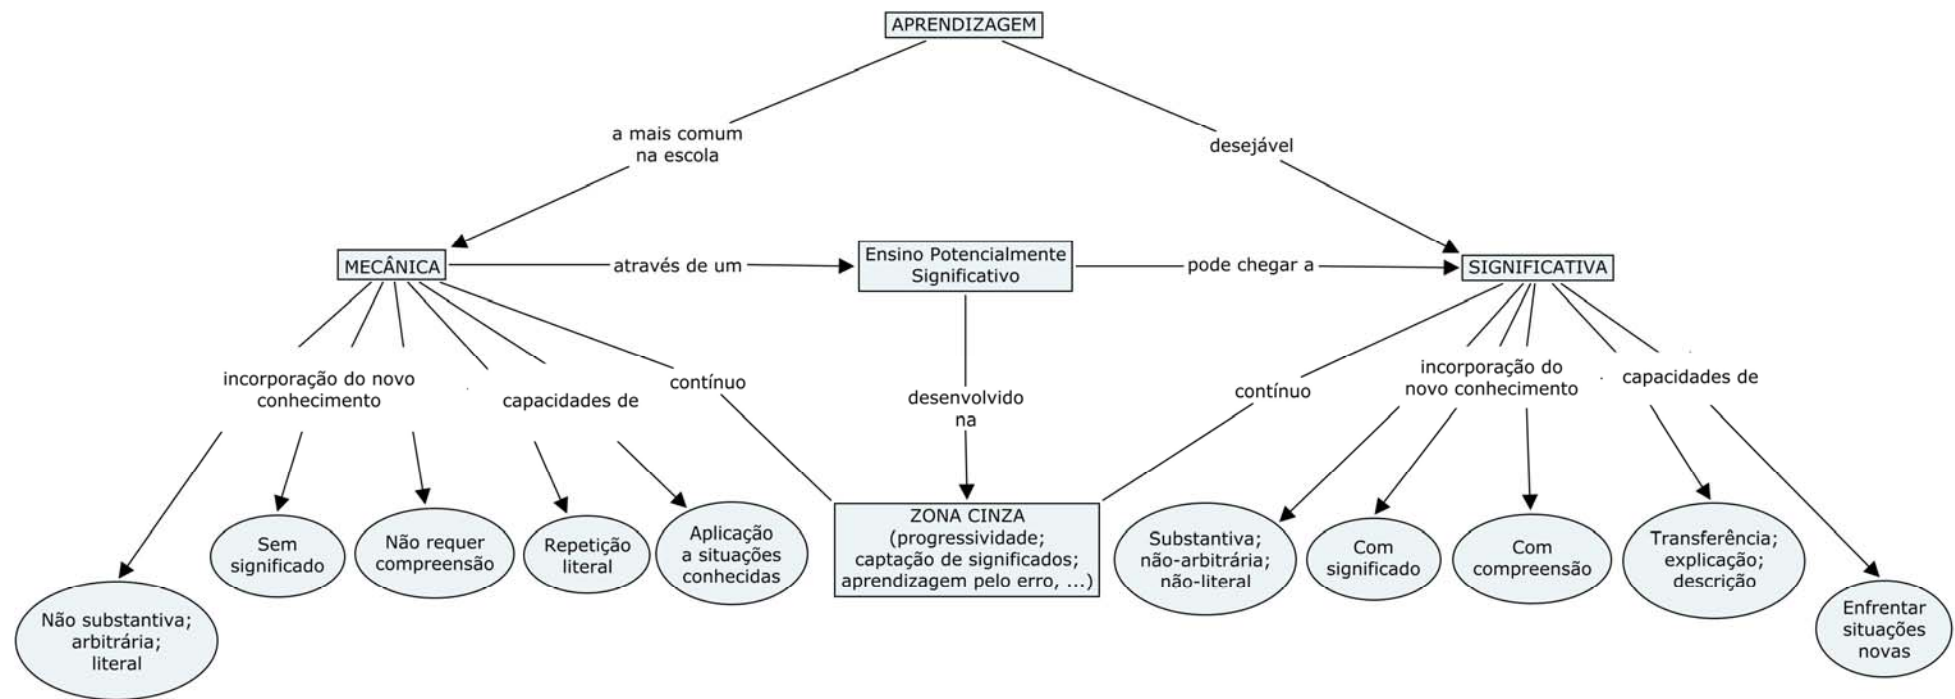 APRENDIZAGEM
a mais comum
na escola
desejável
MECÂNICA
através de um
Ensino Potencialmente
Significativo
pode chegar a
SIGNIFICATIVA
incorporação do novo
conhecimento
capacidades de
contínuo
desenvolvido
na
contínuo
incorporação do
novo conhecimento
capacidades de
Não substantiva;
arbitrária;
literal
Sem
significado
Não requer
compreensão
Repetição
literal
Aplicação
a situações
conhecidas
ZONA CINZA
(progressividade;
captação de significados;
aprendizagem pelo erro, ...)
Substantiva;
não-arbitrária;
não-literal
Com
significado
Com
compreensão
Transferência;
explicação;
descrição
Enfrentar
situações
novas